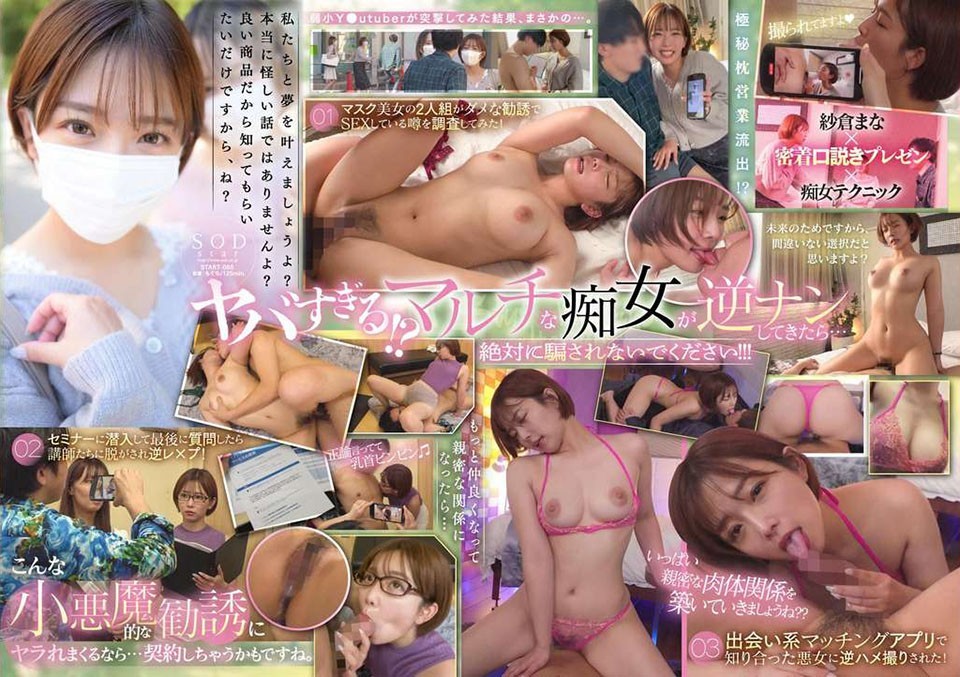 私たちと夢を叶えましょうよ?
本当に怪しい話ではありませんよ?
良い商品だから知ってもらい
たいだけですから、ね?
SOD
star
START-088
弱小Y●utuberが突撃してみた結果、まさかの…。
01 マスク美女の2人組がダメな勧誘で
SEXしている噂を調査してみた!
極秘枕営業流出!?
撮られてますよ♥
紗倉まな
×
密着口説きプレゼン
×
痴女テクニック
未来のためですから、
間違いない選択だと
思いますよ?
ヤバすぎる!?マルチな痴女が逆ナンしてきたら…
絶対に騙されないでください!!!
02 セミナーに潜入して最後に質問したら
講師たちに脱がされ逆レ×プ!
正論言ってて
乳首ビンビン♫
もっと仲良くなって
親密な関係に
なったら…
こんな
小悪魔的な勧誘に
ヤラれまくるなら…契約しちゃうかもですね。
いっぱい
親密な肉体関係を
築いていきましょうね??
03 出会い系マッチングアプリで
知り合った悪女に逆ハメ撮りされた!